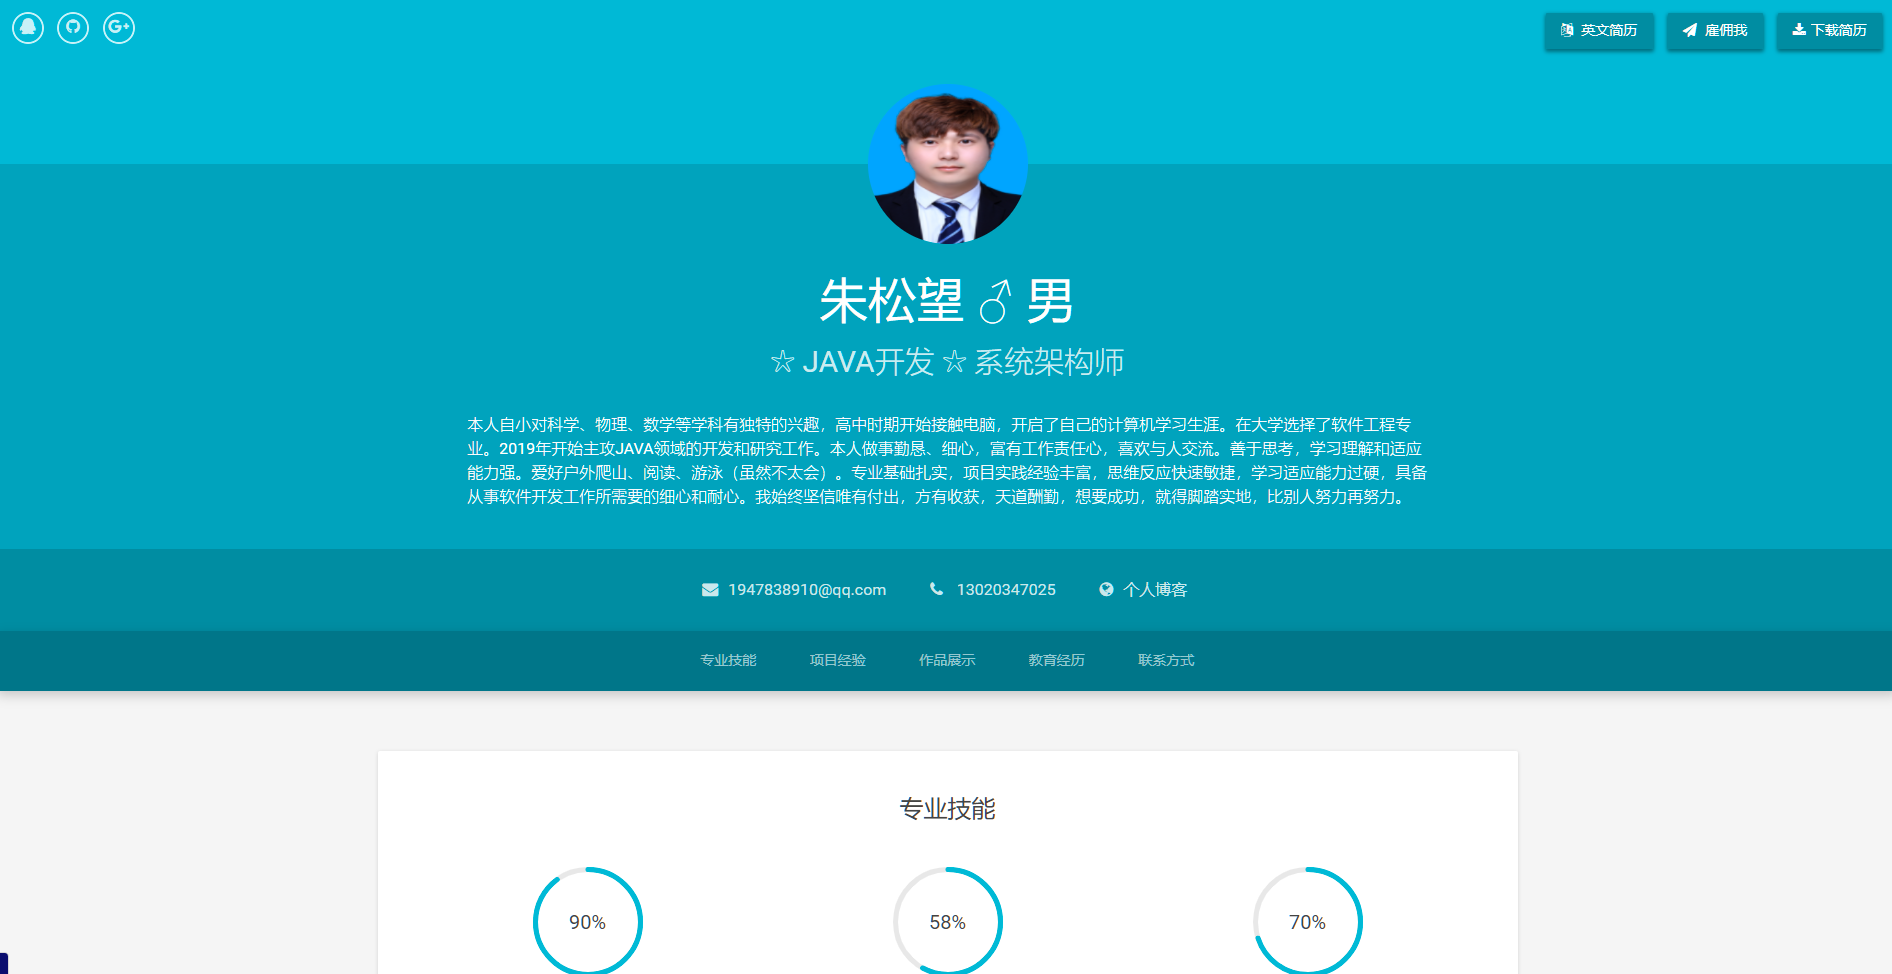 英文简历 雇佣我 下载简历
朱松望♂男
☆ JAVA开发 ☆ 系统架构师
本人自小对科学、物理、数学等学科有独特的兴趣，高中时期开始接触电脑，开启了自己的计算机学习生涯。在大学选择了软件工程专
业。2019年开始主攻JAVA领域的开发和研究工作。本人做事勤恳、细心，富有工作责任心，喜欢与人交流。善于思考，学习理解和适应
能力强。爱好户外爬山、阅读、游泳（虽然不太会）。专业基础扎实，项目实践经验丰富，思维反应快速敏捷，学习适应能力过硬，具备
从事软件开发工作所需要的细心和耐心。我始终坚信唯有付出，方有收获，天道酬勤，想要成功，就得脚踏实地，比别人努力再努力。
1947838910@qq.com 13020347025 个人博客
专业技能 项目经验 作品展示 教育经历 联系方式
专业技能
90% 58% 70%